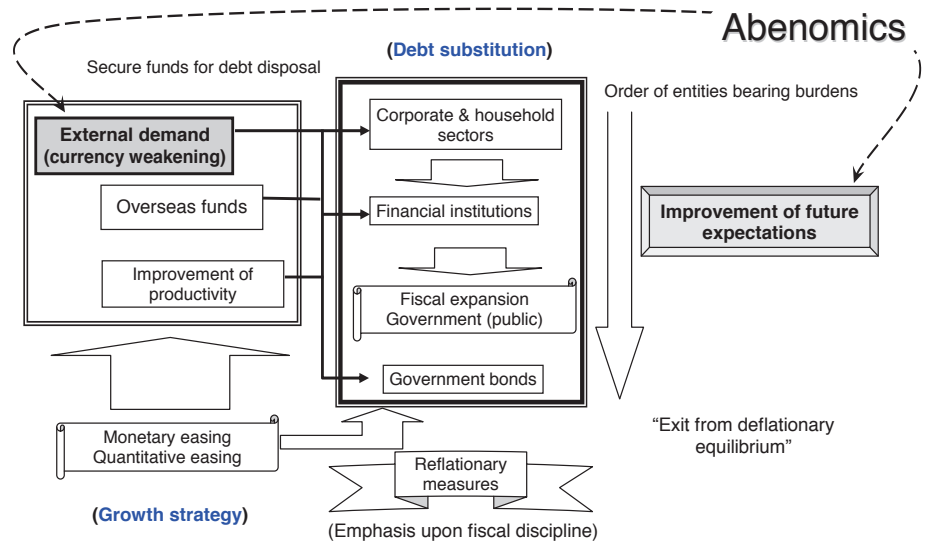 Abenomics
(Debt substitution)
Secure funds for debt disposal
Order of entities bearing burdens
External demand
(currency weakening)
Overseas funds
Improvement of
productivity
Corporate & household
sectors
Financial institutions
Fiscal expansion
Government (public)
Government bonds
Improvement of future
expectations
Monetary easing
Quantitative easing
(Growth strategy)
Reflationary
measures
(Emphasis upon fiscal discipline)
“Exit from deflationary
equilibrium”